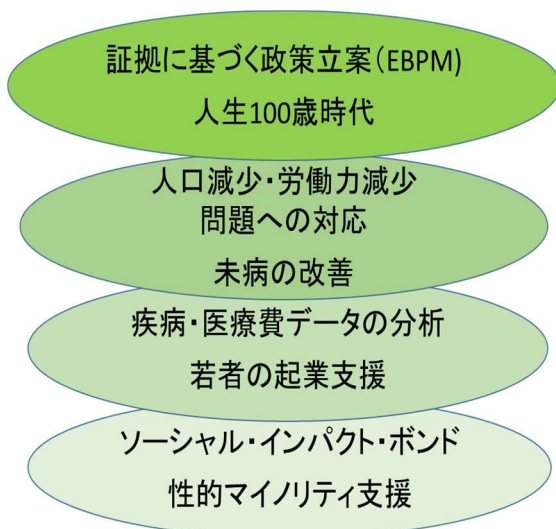 証拠に基づく政策立案(EBPM)
人生100歳時代
人口減少・労働力減少
問題への対応
未病の改善
疾病・医療費データの分析
若者の起業支援
ソーシャル・インパクト・ボンド
性的マイノリティ支援